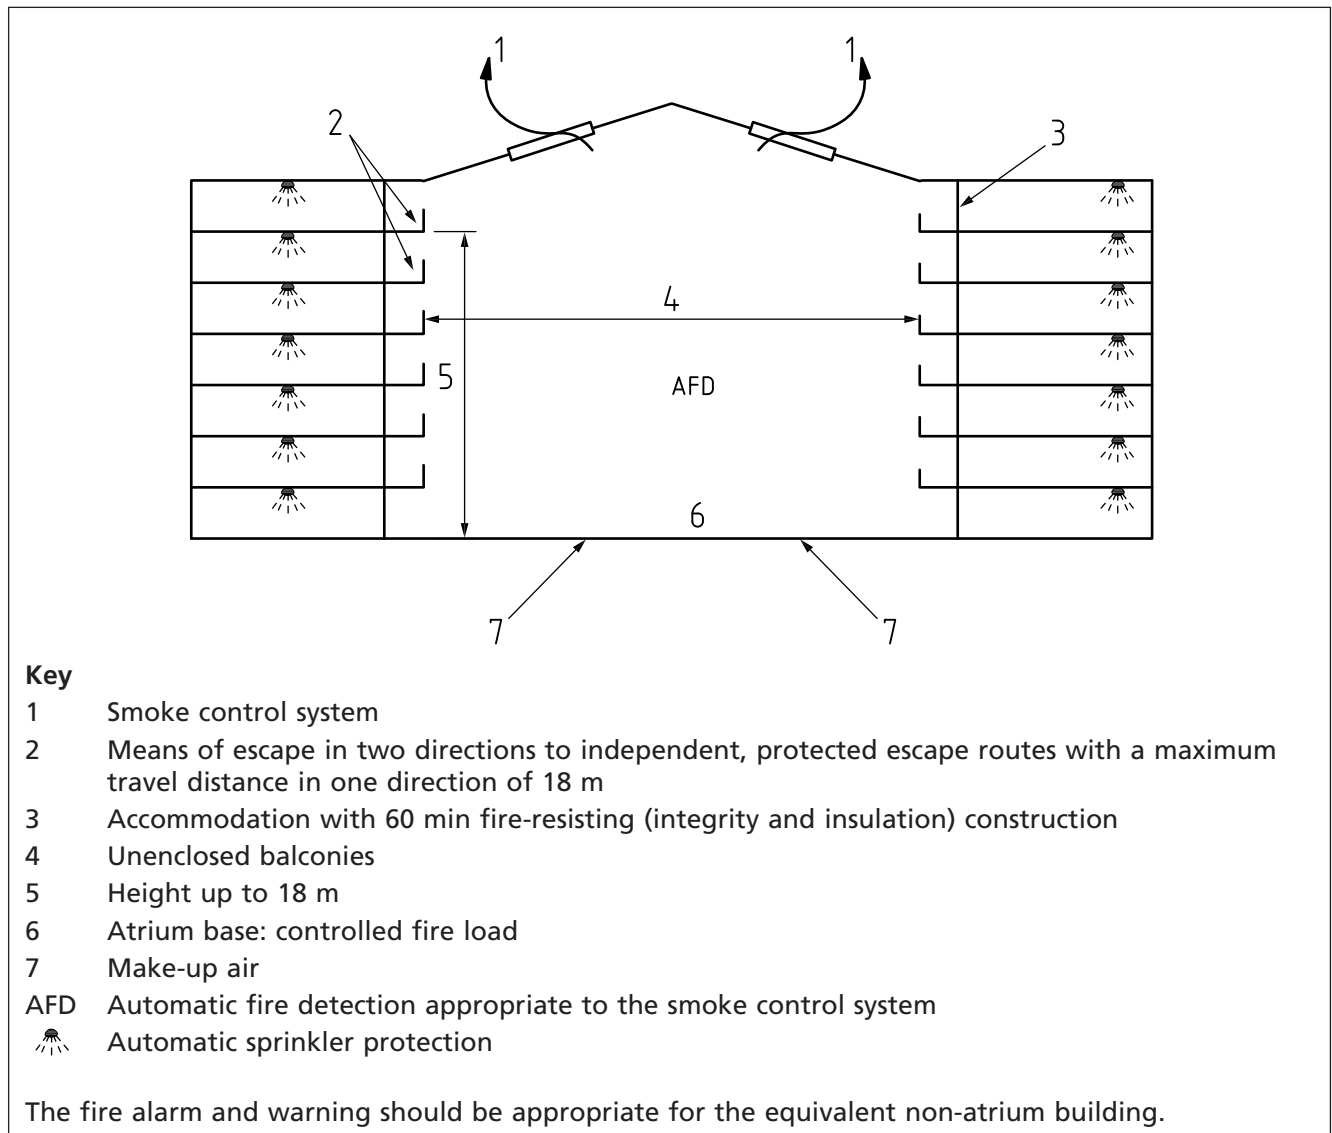 1 1
2 3
4
5 AFD
6
7 7
Key
1 Smoke control system
2 Means of escape in two directions to independent, protected escape routes with a maximum
travel distance in one direction of 18 m
3 Accommodation with 60 min fire-resisting (integrity and insulation) construction
4 Unenclosed balconies
5 Height up to 18 m
6 Atrium base: controlled fire load
7 Make-up air
AFD Automatic fire detection appropriate to the smoke control system
Automatic sprinkler protection
The fire alarm and warning should be appropriate for the equivalent non-atrium building.